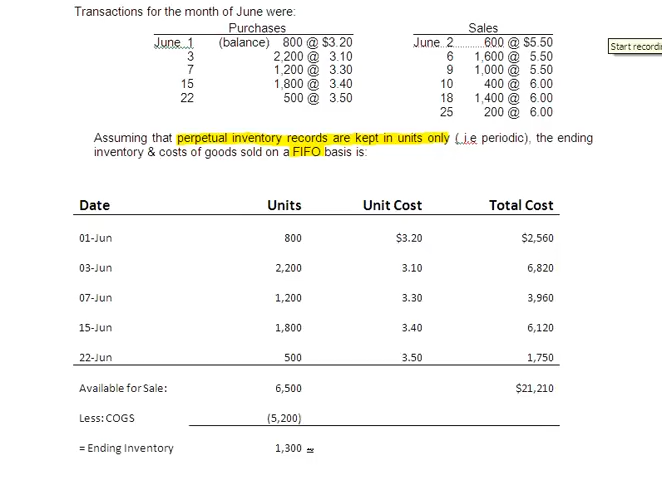 Transactions for the month of June were:
Purchases Sales
June 1 (balance) 800 @ $3.20 June 2 600 @ $5.50
3 2,200 @ 3.10 6 1,600 @ 5.50
7 1,200 @ 3.30 9 1,000 @ 5.50
15 1,800 @ 3.40 10 400 @ 6.00
22 500 @ 3.50 18 1,400 @ 6.00
25 200 @ 6.00
Start recordi
Assuming that perpetual inventory records are kept in units only (i.e periodic), the ending
inventory & costs of goods sold on a FIFO basis is:
Date Units Unit Cost Total Cost
01-Jun 800 $3.20 $2,560
03-Jun 2,200 3.10 6,820
07-Jun 1,200 3.30 3,960
15-Jun 1,800 3.40 6,120
22-Jun 500 3.50 1,750
Available for Sale: 6,500 $21,210
Less: COGS (5,200)
= Ending Inventory 1,300